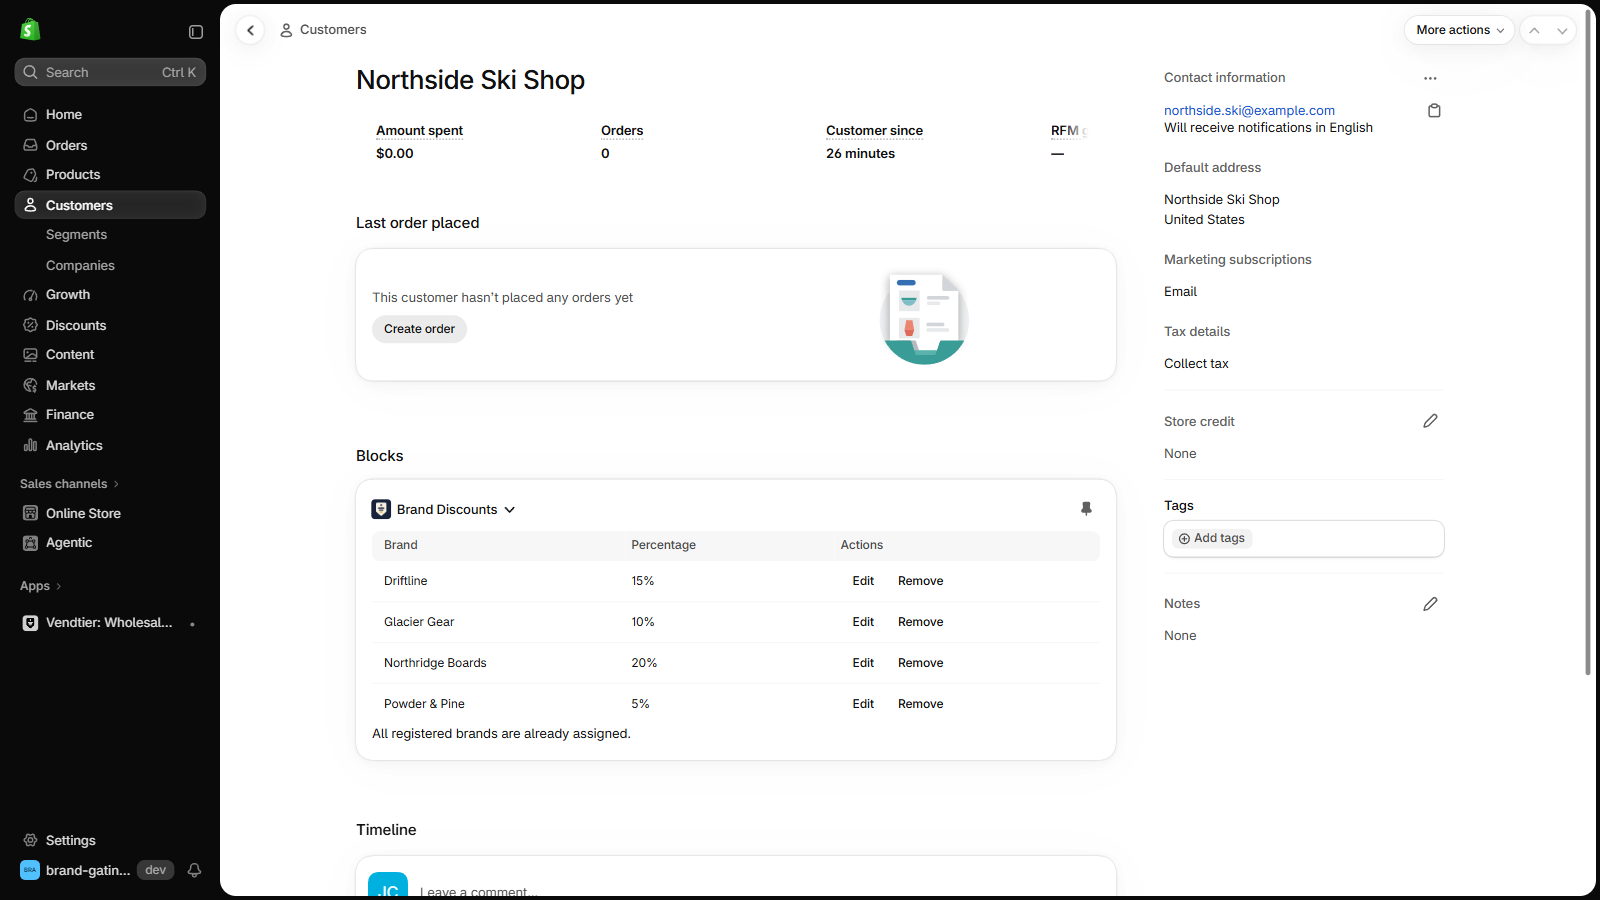 Search
Ctrl K
Home
Orders
Products
Customers
Segments
Companies
Growth
Discounts
Content
Markets
Finance
Analytics
Sales channels
Online Store
Agentic
Apps
Vendtier: Wholesal...
Settings
BRA
brand-gatin...
dev
Customers
More actions
Northside Ski Shop
Amount spent
Orders
Customer since
RFM
$0.00
0
26 minutes
—
Last order placed
This customer hasn't placed any orders yet
Create order
Blocks
Brand Discounts
Brand Percentage Actions
Driftline 15% Edit Remove
Glacier Gear 10% Edit Remove
Northridge Boards 20% Edit Remove
Powder & Pine 5% Edit Remove
All registered brands are already assigned.
Timeline
JC
Leave a comment...
Contact information
northside.ski@example.com
Will receive notifications in English
Default address
Northside Ski Shop
United States
Marketing subscriptions
Email
Tax details
Collect tax
Store credit
None
Tags
Add tags
Notes
None